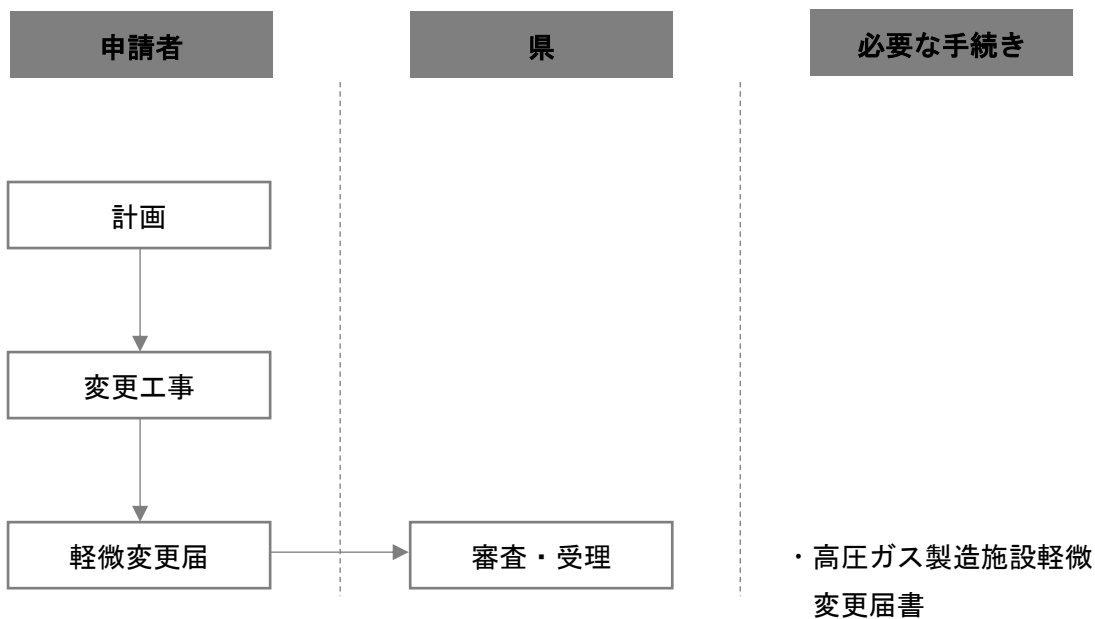 申請者
県
必要な手続き
計画
変更工事
軽微変更届
審査・受理
・高圧ガス製造施設軽微
変更届書